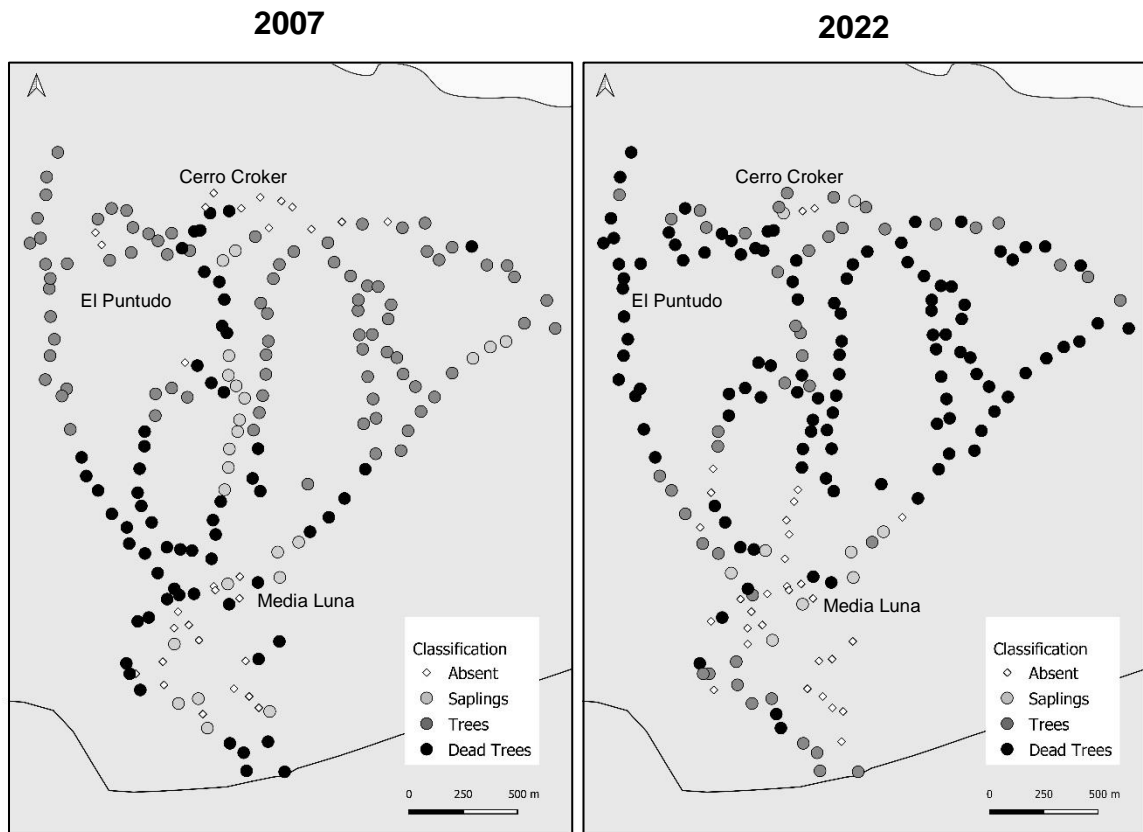 2007
2022
Cerro Croker
El Puntudo
Media Luna
Classification
Absent
Saplings
Trees
Dead Trees
0 250 500 m
Cerro Croker
El Puntudo
Media Luna
Classification
Absent
Saplings
Trees
Dead Trees
0 250 500 m